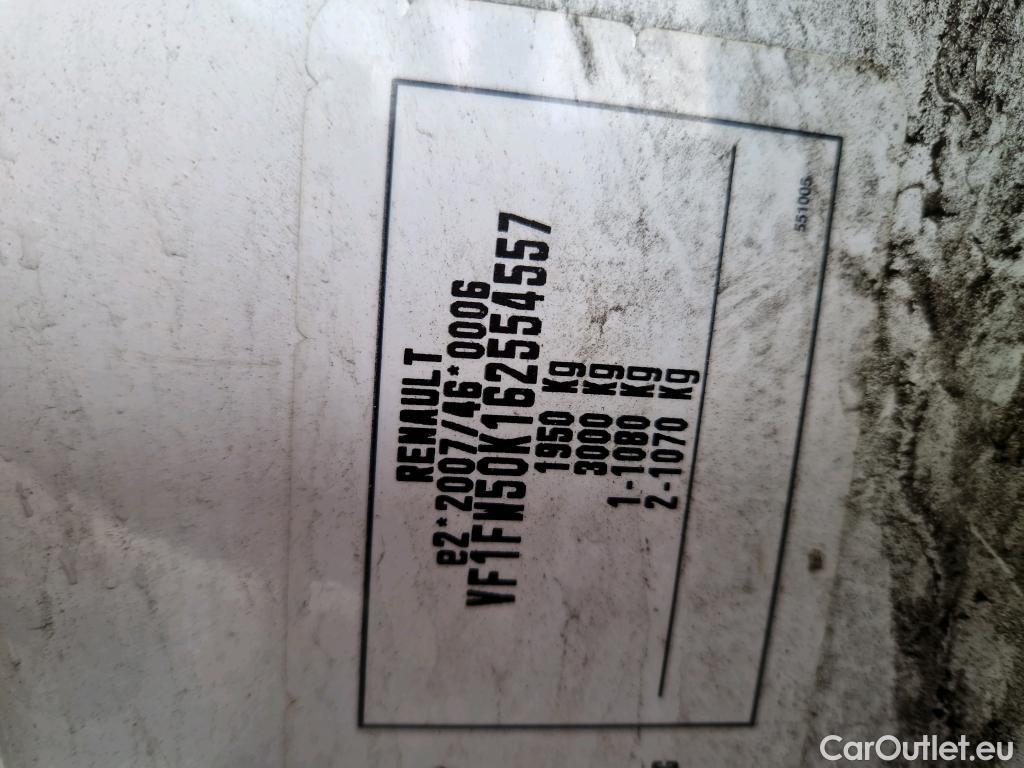 RENAULT
e2*2007/46*0006
VF1FW50K162554557
1950 Kg
3000 Kg
1-1080 Kg
2-1070 Kg
551005
CarOutlet.eu